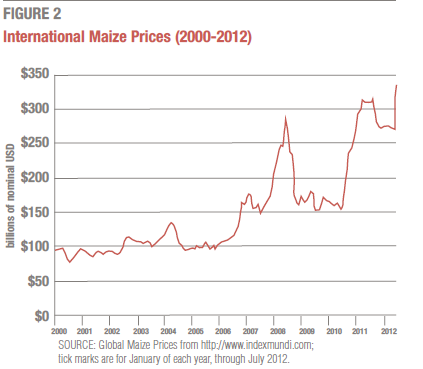 FIGURE 2
International Maize Prices (2000-2012)
$350
$300
$250
$200
$150
$100
$50
$0
billions of nominal USD
2000 2001 2002 2003 2004 2005 2006 2007 2008 2009 2010 2011 2012
SOURCE: Global Maize Prices from http://www.indexmundi.com;
tick marks are for January of each year, through July 2012.